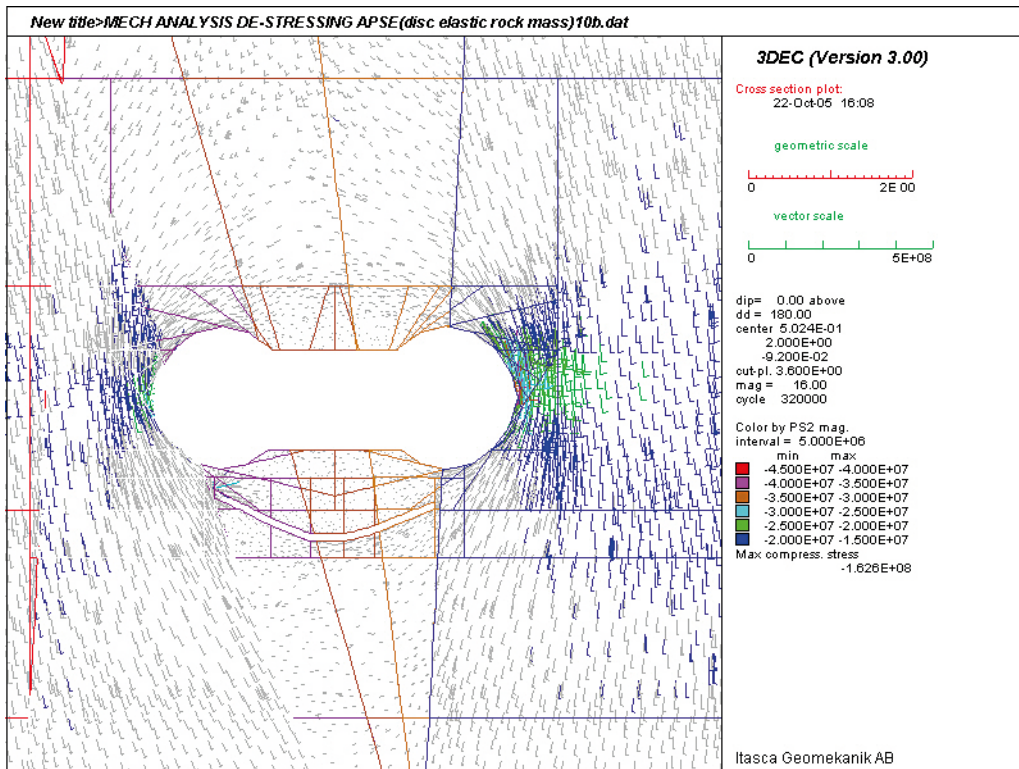 New title>MECH ANALYSIS DE-STRESSING APSE(disc elastic rock mass)10b.dat
3DEC (Version 3.00)
Cross section plot:
22-Oct-05 16:08
geometric scale
0 2E 00
vector scale
0 5E+08
dip= 0.00 above
dd = 180.00
center 5.024E-01
2.000E+00
-9.200E-02
cut-pl. 3.600E+00
mag = 16.00
cycle 320000
Color by PS2 mag.
interval = 5.000E+06
min max
-4.500E+07 -4.000E+07
-4.000E+07 -3.500E+07
-3.500E+07 -3.000E+07
-3.000E+07 -2.500E+07
-2.500E+07 -2.000E+07
-2.000E+07 -1.500E+07
Max compress. stress
-1.626E+08
Itasca Geomekanik AB